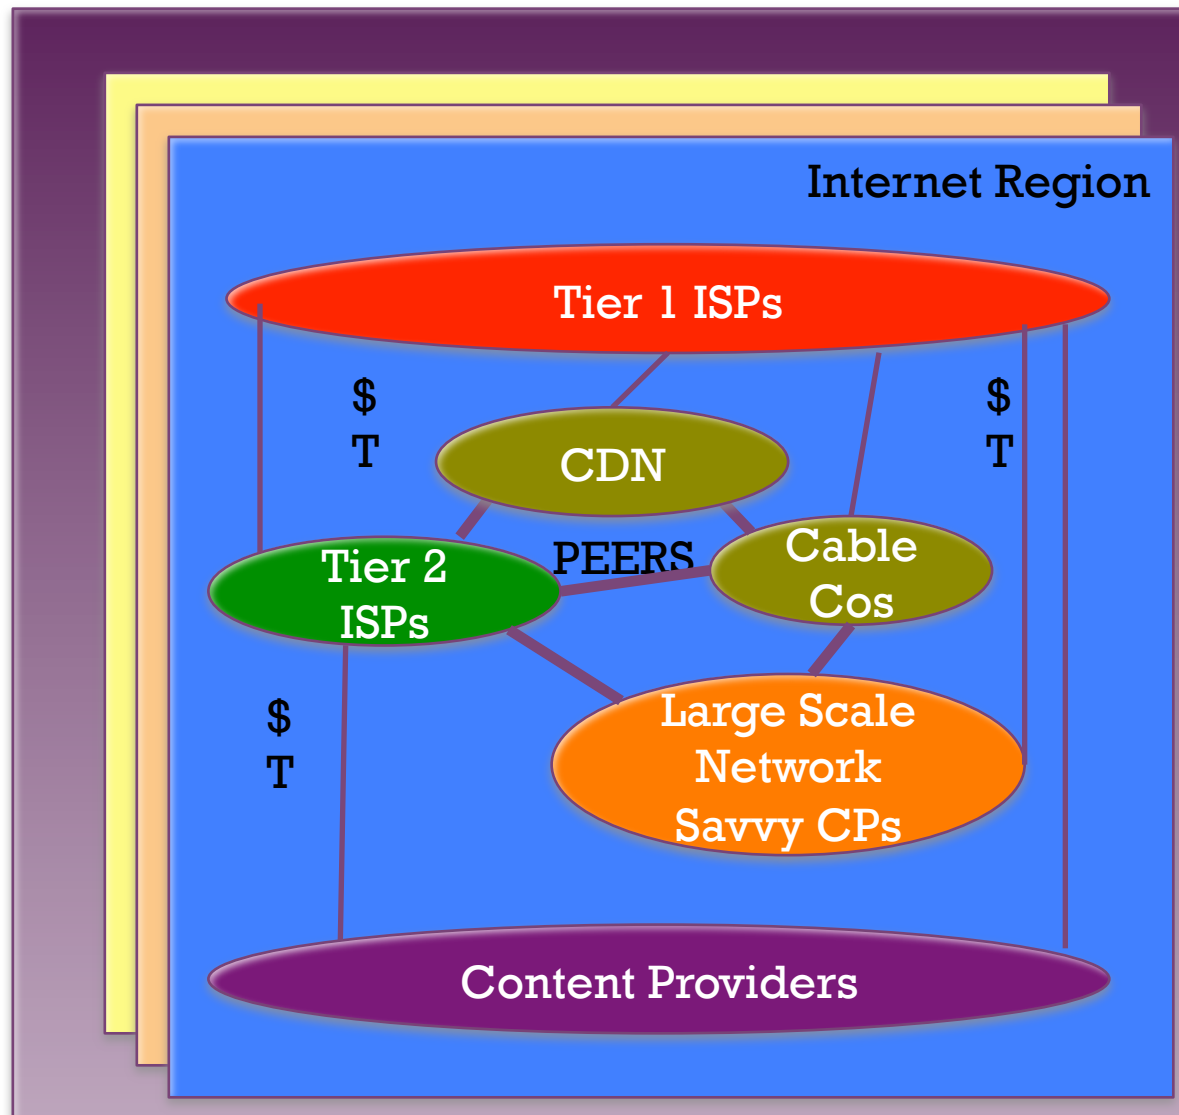 Internet Region
Tier 1 ISPs
$
T
$
T
CDN
PEERS
Cable
Cos
Tier 2
ISPs
$
T
Large Scale
Network
Savvy CPs
Content Providers